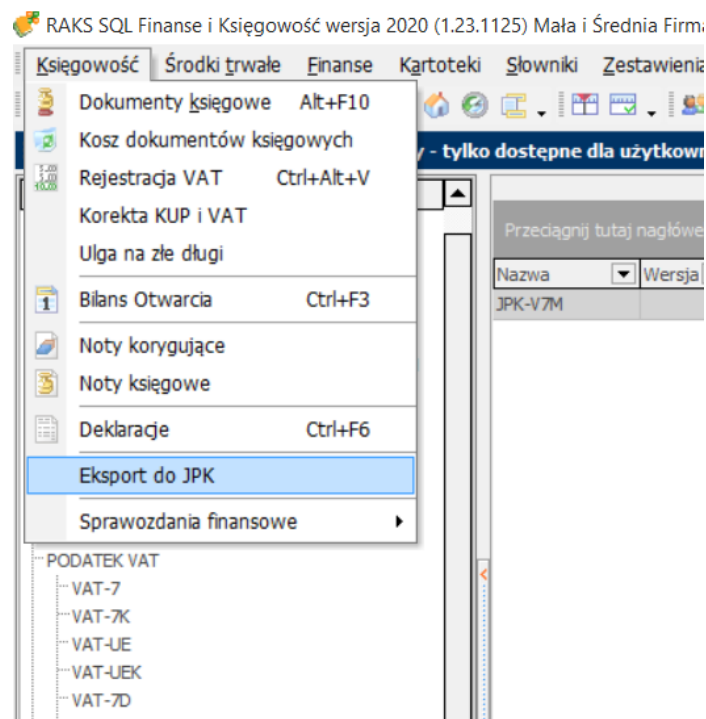 RAKS SQL Finanse i Księgowość wersja 2020 (1.23.1125) Mała i Średnia Firma
Księgowość Środki trwałe Finanse Kartoteki Słowniki Zestawienia
Dokumenty księgowe Alt+F10
Kosz dokumentów księgowych
y - tylko dostępne dla użytkown
Rejestracja VAT Ctrl+Alt+V
Korekta KUP i VAT
Przeciągnij tutaj nagłówe
Ulga na złe długi
Nazwa Wersja
Bilans Otwarcia Ctrl+F3
JPK-V7M
Noty korygujące
Noty księgowe
Deklaracje Ctrl+F6
Eksport do JPK
Sprawozdania finansowe
PODATEK VAT
VAT-7
VAT-7K
VAT-UE
VAT-UEK
VAT-7D